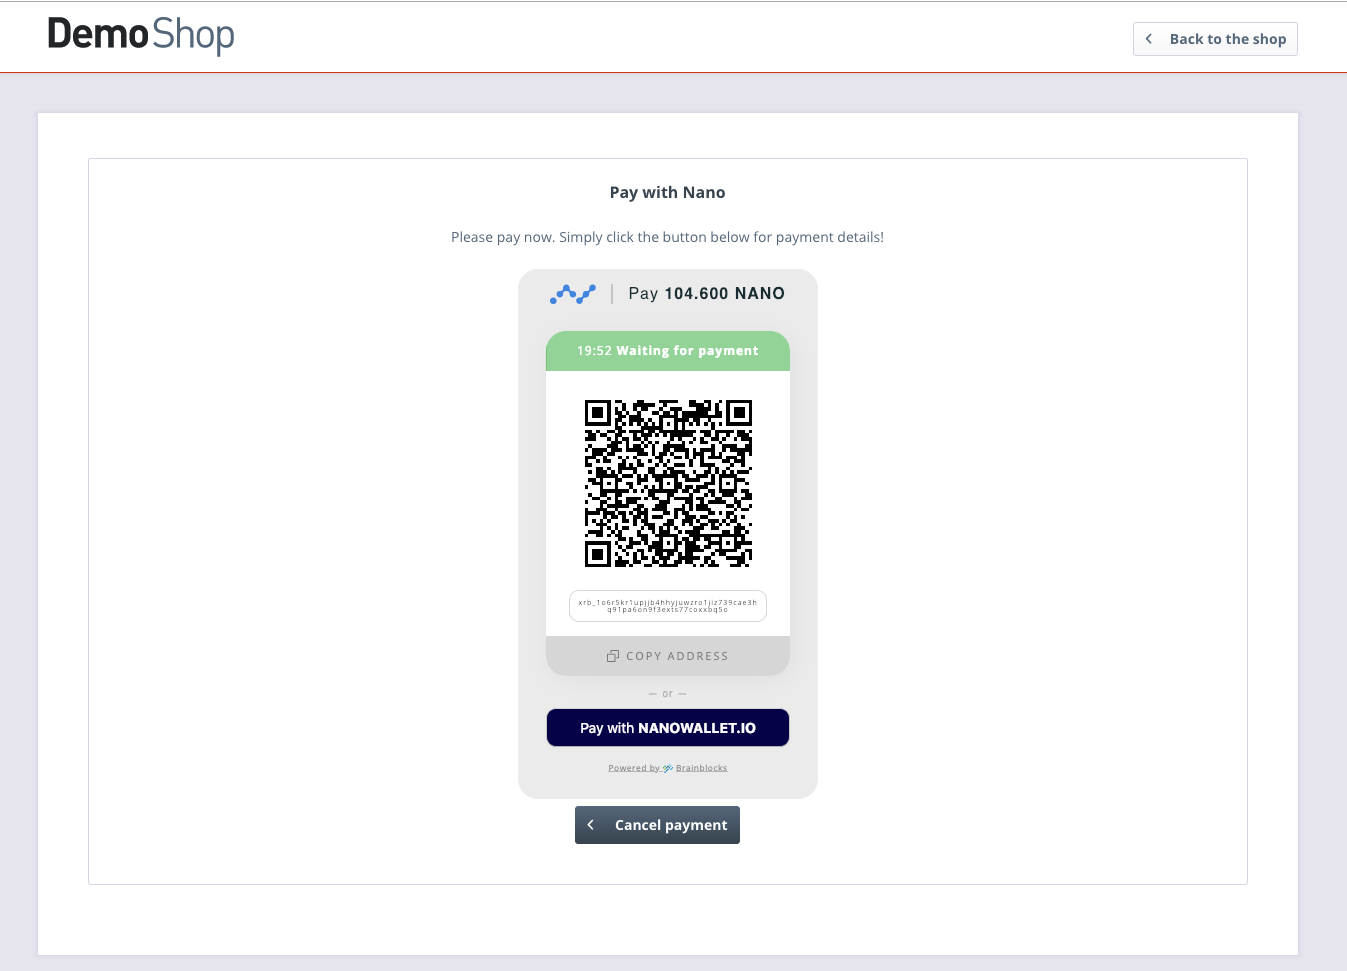 DemoShop
Back to the shop
Pay with Nano
Please pay now. Simply click the button below for payment details!
Pay 104.600 NANO
19:52 Waiting for payment
xrb_1o6r5kr1upjjb4hhyjuwzro1jiz739cae3h
q91pa6on9f3exts77coxxbq5o
COPY ADDRESS
— or —
Pay with NANOWALLET.IO
Powered by Brainblocks
Cancel payment